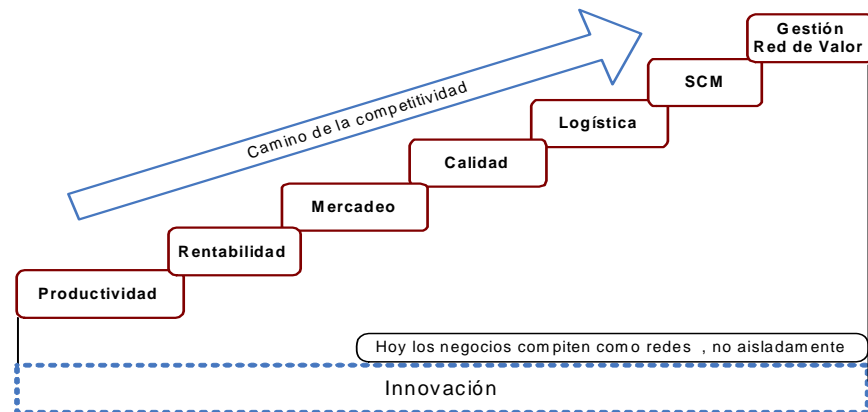 Gestión
Red de Valor
SCM
Camino de la competitividad
Logística
Calidad
Mercadeo
Rentabilidad
Productividad
Hoy los negocios compiten como redes , no aisladamente
Innovación